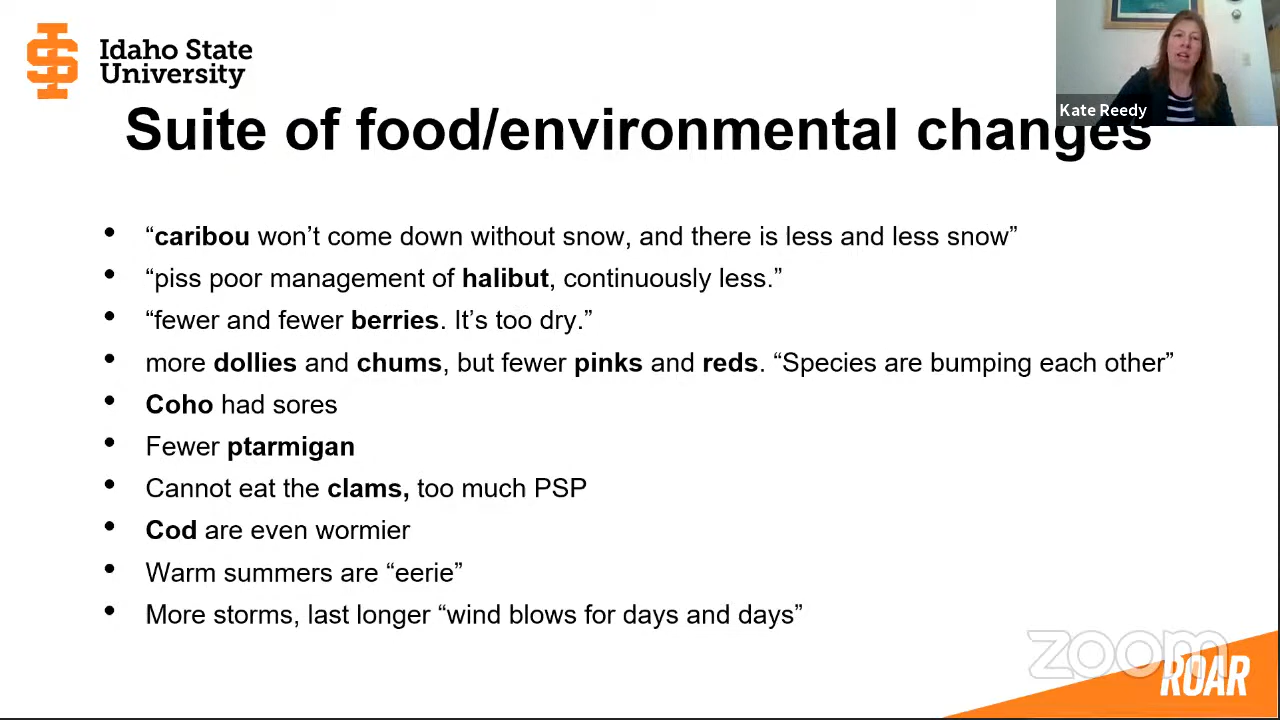 Idaho State
University
Kate Reedy
Suite of food/environmental changes
• “caribou won’t come down without snow, and there is less and less snow”
• “piss poor management of halibut, continuously less.”
• “fewer and fewer berries. It’s too dry.”
• more dollies and chums, but fewer pinks and reds. “Species are bumping each other”
• Coho had sores
• Fewer ptarmigan
• Cannot eat the clams, too much PSP
• Cod are even wormier
• Warm summers are “eerie”
• More storms, last longer “wind blows for days and days”
zoom
ROAR